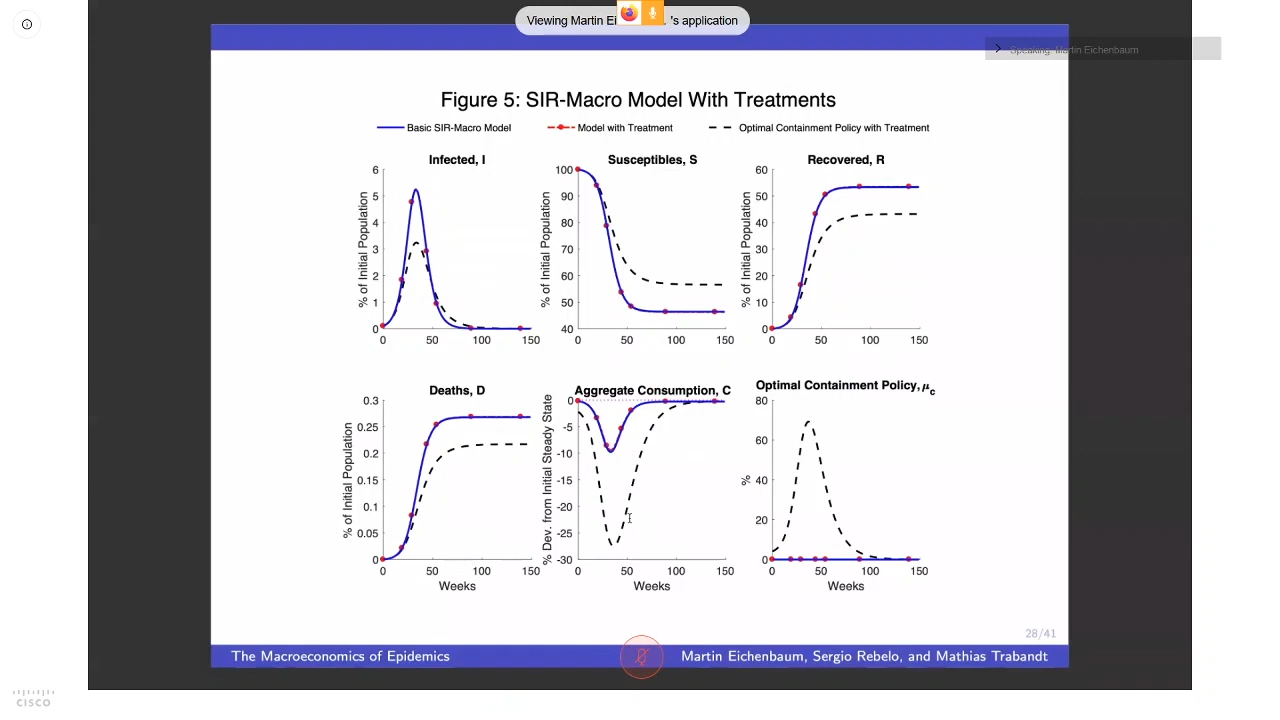 Viewing Martin Ei . 's application
Speaking: Martin Eichenbaum
Figure 5: SIR-Macro Model With Treatments
Basic SIR-Macro Model
Model with Treatment
Optimal Containment Policy with Treatment
Infected, I
% of Initial Population
6
5
4
3
2
1
0
0 50 100 150
Susceptibles, S
% of Initial Population
100
90
80
70
60
50
40
0 50 100 150
Recovered, R
% of Initial Population
60
50
40
30
20
10
0
0 50 100 150
Deaths, D
% of Initial Population
0.3
0.25
0.2
0.15
0.1
0.05
0
0 50 100 150
Weeks
Aggregate Consumption, C
% Dev. from Initial Steady State
0
-5
-10
-15
-20
-25
-30
0 50 100 150
Weeks
Optimal Containment Policy, μc
%
80
60
40
20
0
0 50 100 150
Weeks
28/41
The Macroeconomics of Epidemics
Martin Eichenbaum, Sergio Rebelo, and Mathias Trabandt
CISCO